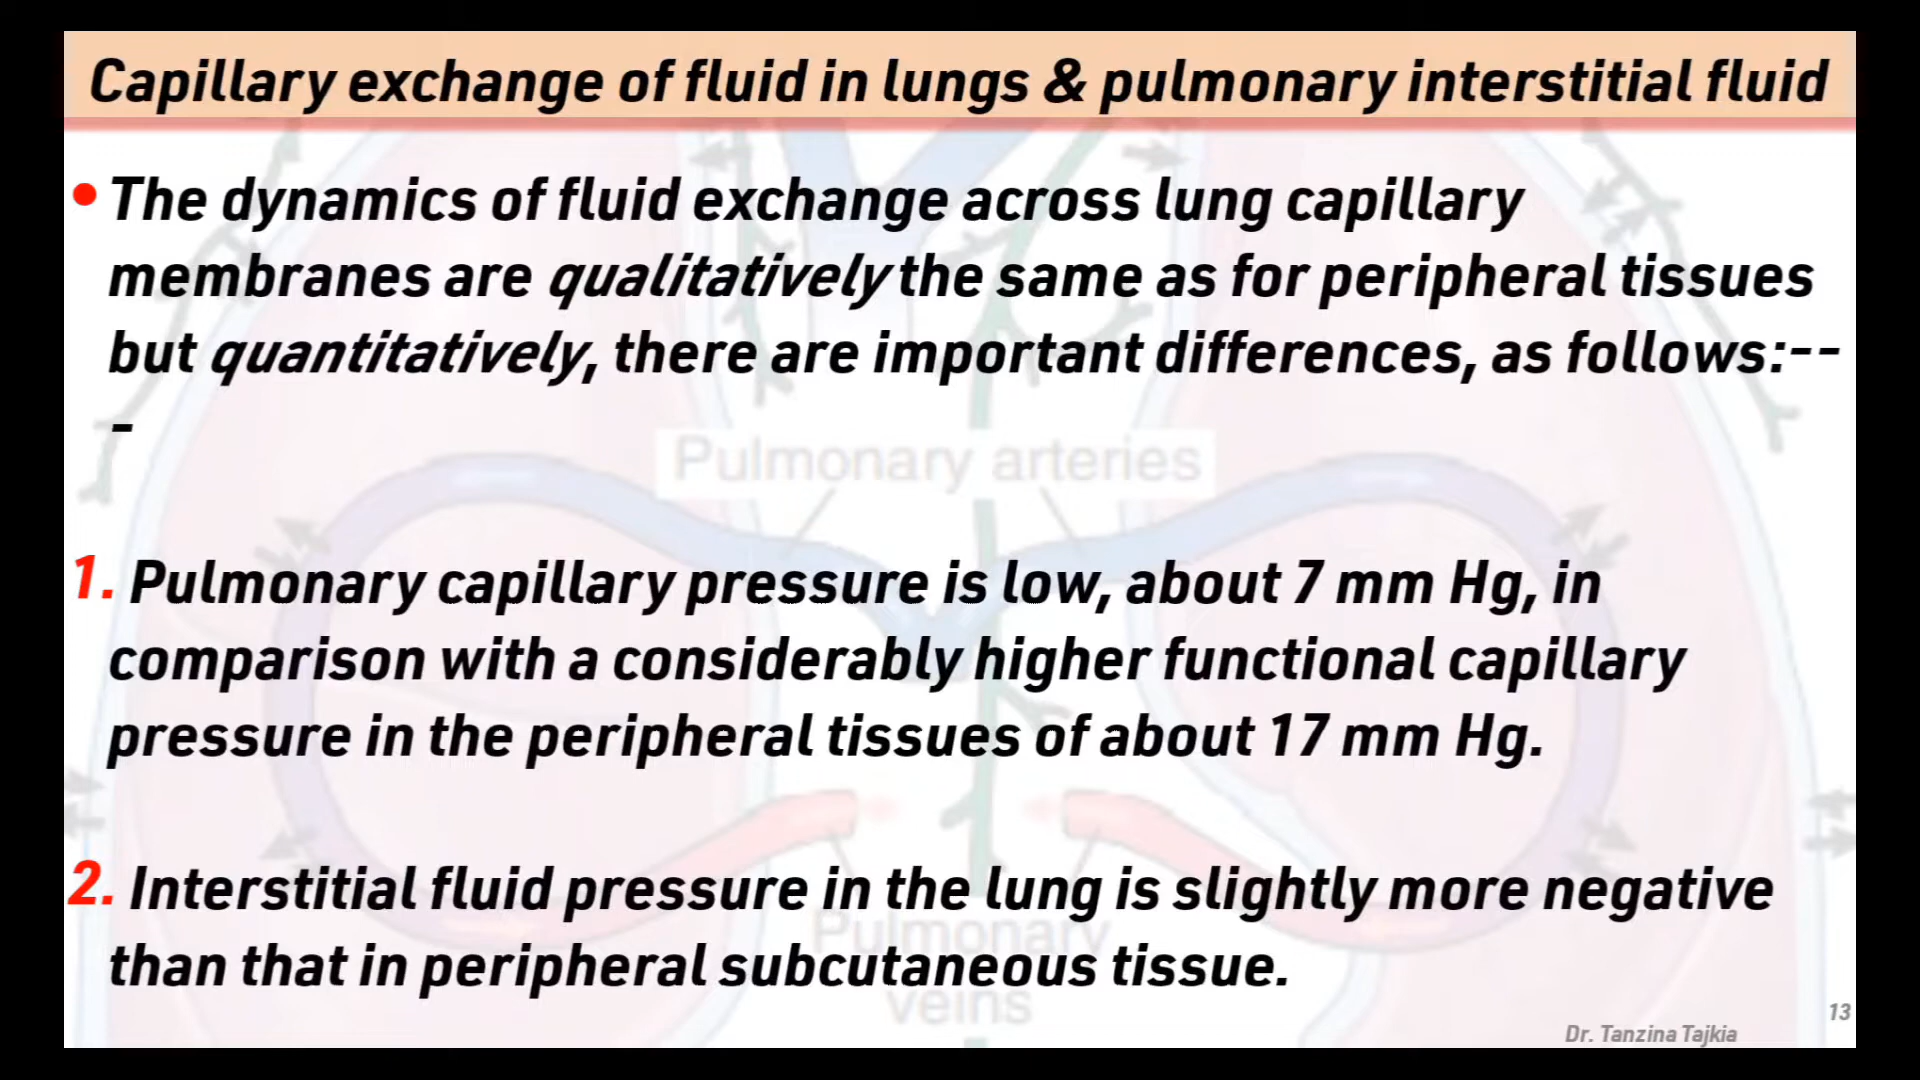 Capillary exchange of fluid in lungs & pulmonary interstitial fluid
• The dynamics of fluid exchange across lung capillary
membranes are qualitatively the same as for peripheral tissues
but quantitatively, there are important differences, as follows:--
-
Pulmonary arteries
1. Pulmonary capillary pressure is low, about 7 mm Hg, in
comparison with a considerably higher functional capillary
pressure in the peripheral tissues of about 17 mm Hg.
2. Interstitial fluid pressure in the lung is slightly more negative
than that in peripheral subcutaneous tissue.
Pulmonary
veins
13
Dr. Tanzina Tajkia